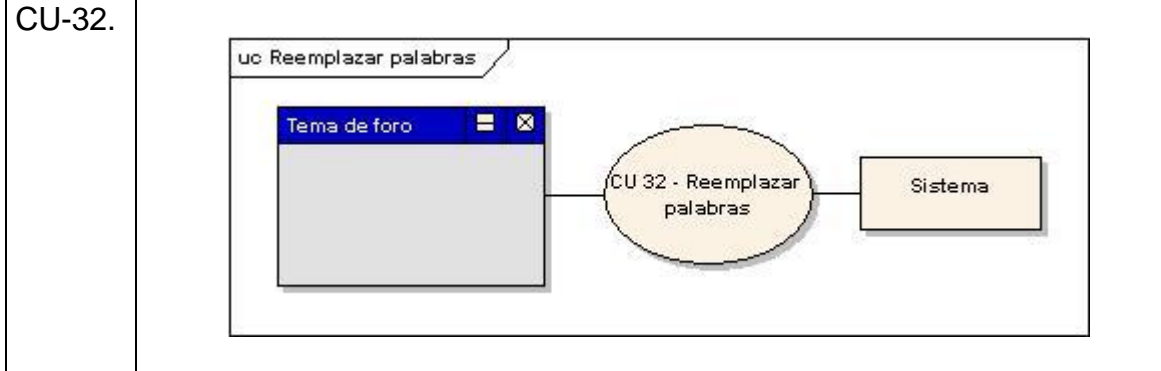 CU-32.
uc Reemplazar palabras
Tema de foro
CU 32 - Reemplazar
palabras
Sistema